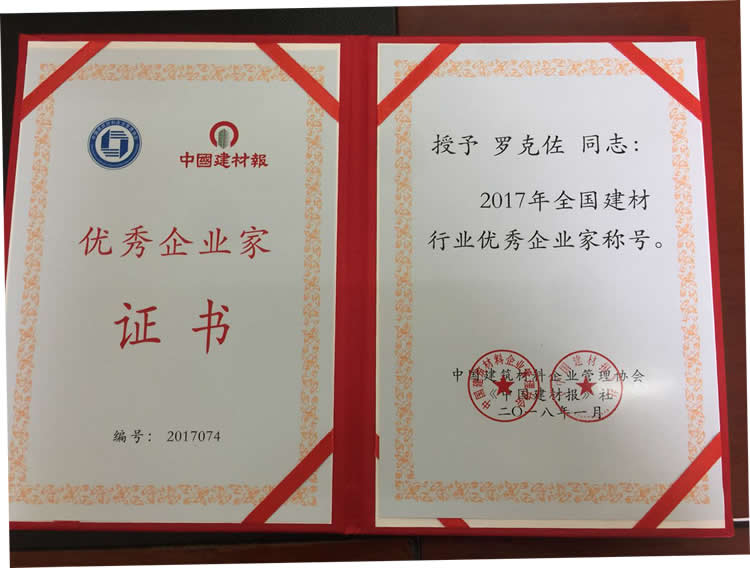 中國建材報
优秀企业家
证书
编号：2017074
授予 罗克佐 同志：
2017年全国建材
行业优秀企业家称号。
中国建筑材料企业管理协会
《中国建材报》社
二〇一八年一月